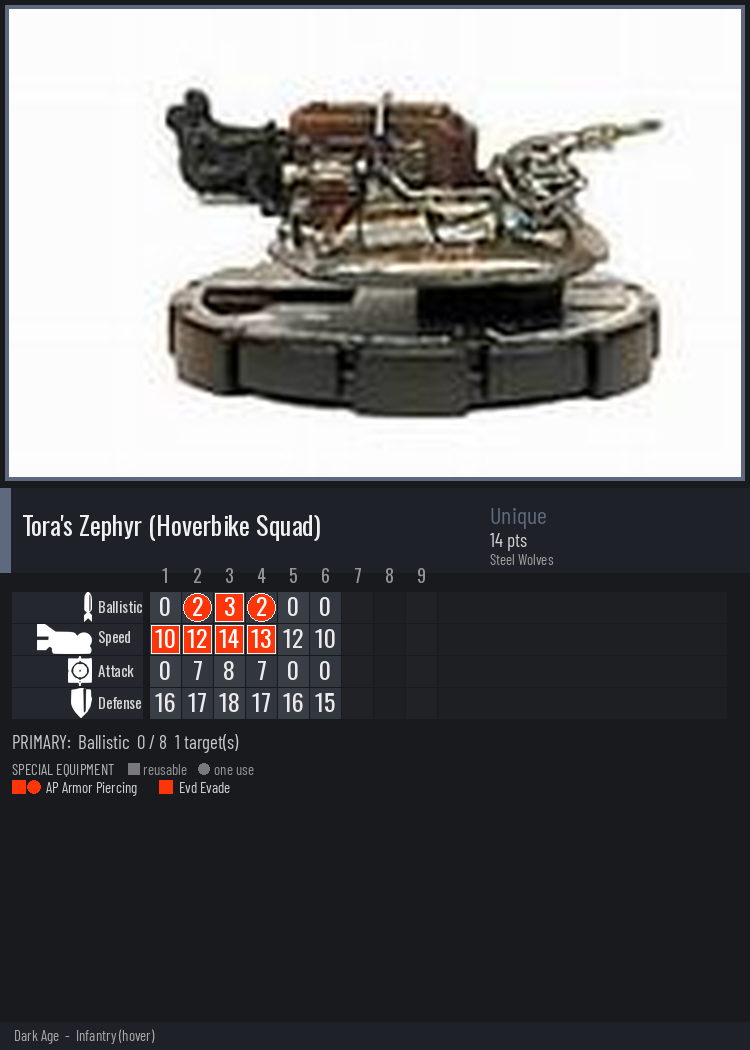 Tora's Zephyr (Hoverbike Squad)
Unique
14 pts
Steel Wolves
1 2 3 4 5 6 7 8 9
Ballistic 0 2 3 2 0 0
Speed 10 12 14 13 12 10
Attack 0 7 8 7 0 0
Defense 16 17 18 17 16 15
PRIMARY: Ballistic 0 / 8 1 target(s)
SPECIAL EQUIPMENT reusable one use
AP Armor Piercing Evd Evade
Dark Age - Infantry (hover)